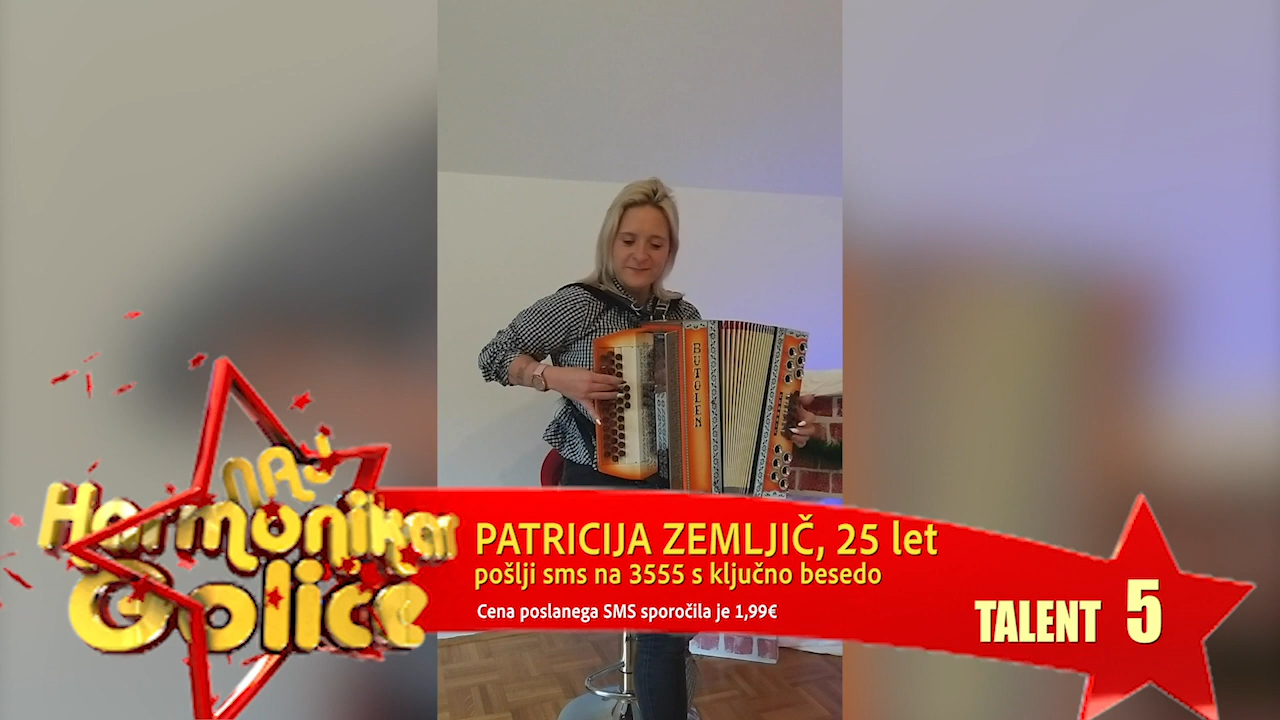 NAJ
Harmonikar
Golice
BUTOLEN
PATRICIJA ZEMLJIČ, 25 let
pošlji sms na 3555 s ključno besedo
Cena poslanega SMS sporočila je 1,99€
TALENT 5